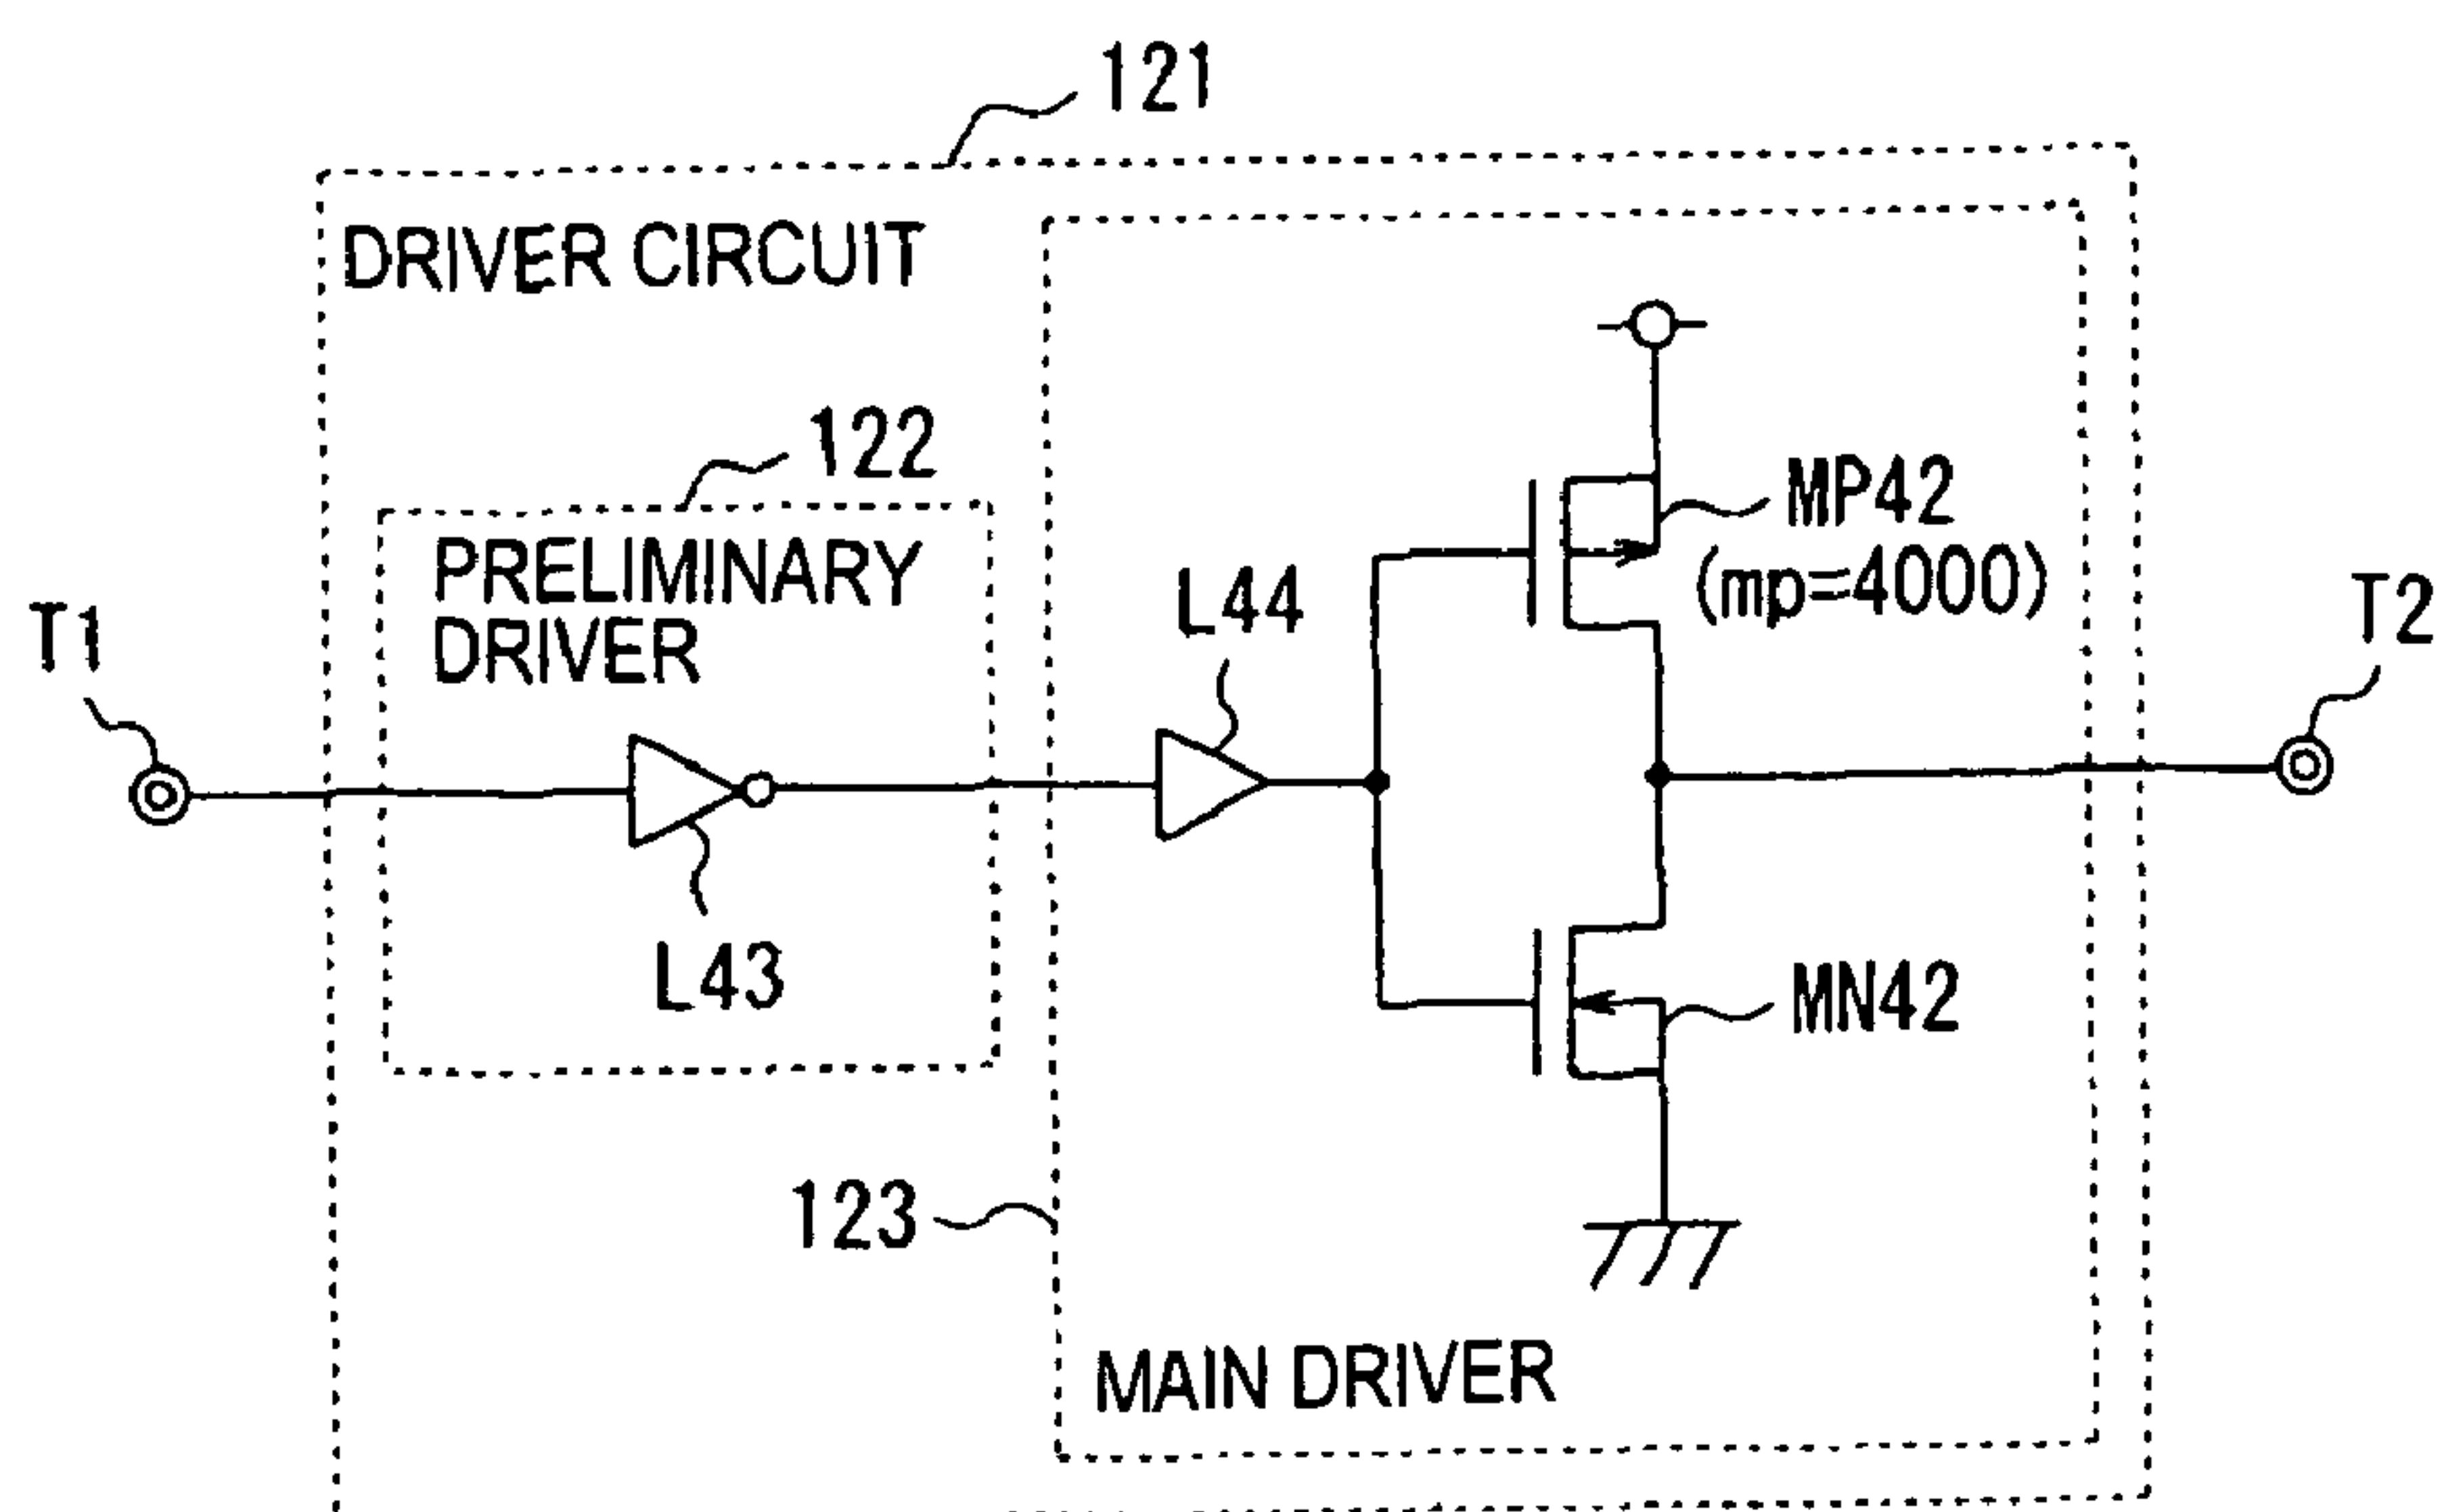 121
DRIVER CIRCUIT
122
PRELIMINARY
DRIVER
T1
L43
L44
MP42
(mp=4000)
T2
MN42
123
MAIN DRIVER